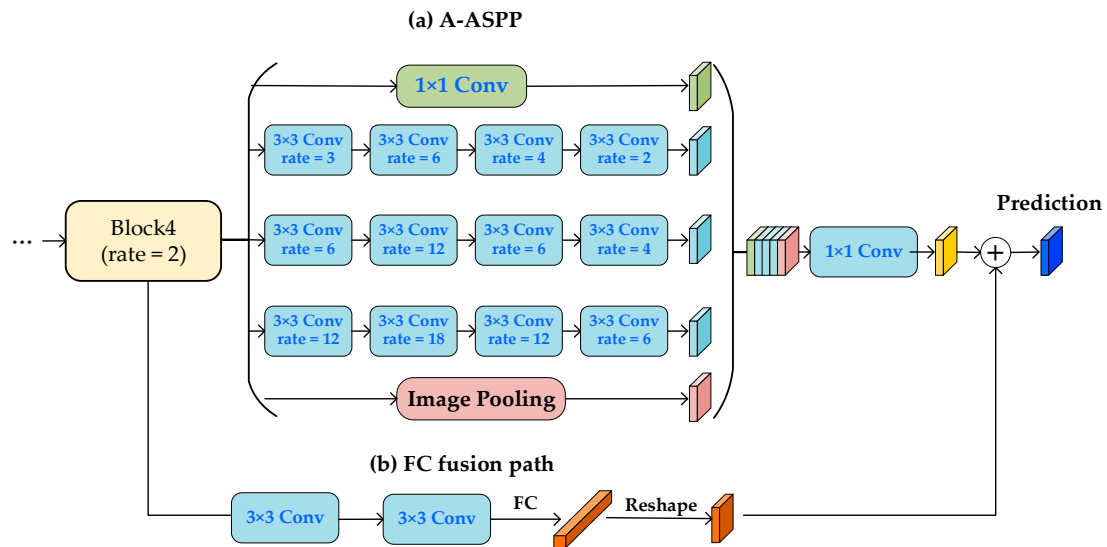 (a) A-ASPP
1×1 Conv
3×3 Conv
rate = 3
3×3 Conv
rate = 6
3×3 Conv
rate = 4
3×3 Conv
rate = 2
...
Block4
(rate = 2)
3×3 Conv
rate = 6
3×3 Conv
rate = 12
3×3 Conv
rate = 6
3×3 Conv
rate = 4
1×1 Conv
+
Prediction
3×3 Conv
rate = 12
3×3 Conv
rate = 18
3×3 Conv
rate = 12
3×3 Conv
rate = 6
Image Pooling
(b) FC fusion path
3×3 Conv
3×3 Conv
FC
Reshape